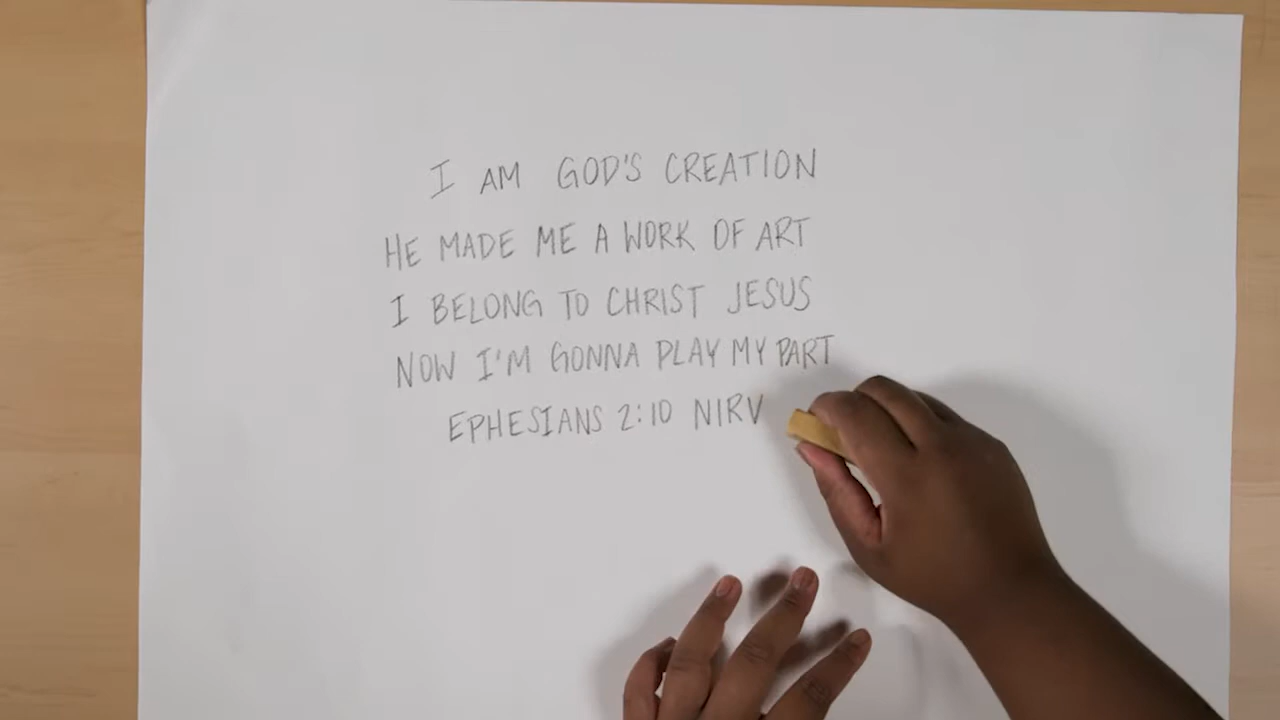 I AM GOD'S CREATION
HE MADE ME A WORK OF ART
I BELONG TO CHRIST JESUS
NOW I'M GONNA PLAY MY PART
EPHESIANS 2:10 NIRV